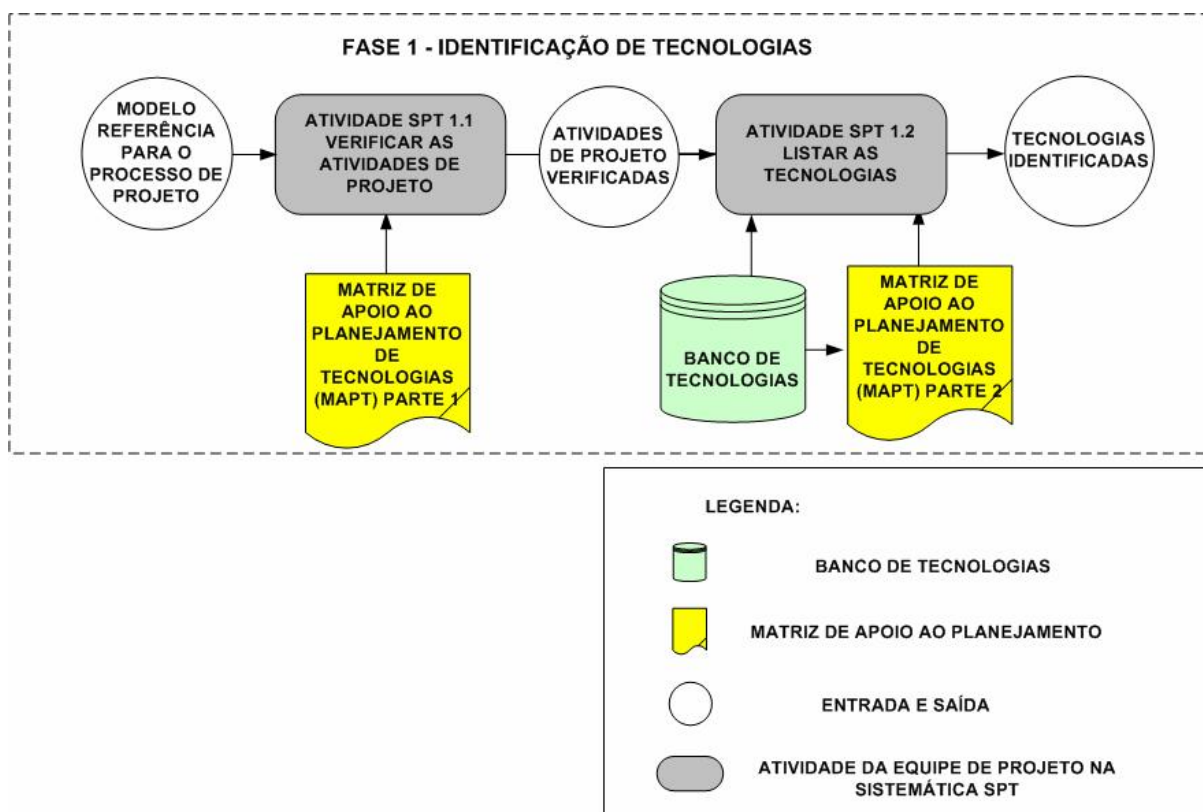 FASE 1 - IDENTIFICAÇÃO DE TECNOLOGIAS
MODELO
REFERÊNCIA
PARA O
PROCESSO DE
PROJETO
ATIVIDADE SPT 1.1
VERIFICAR AS
ATIVIDADES DE
PROJETO
ATIVIDADES
DE PROJETO
VERIFICADAS
ATIVIDADE SPT 1.2
LISTAR AS
TECNOLOGIAS
TECNOLOGIAS
IDENTIFICADAS
MATRIZ DE
APOIO AO
PLANEJAMENTO
DE
TECNOLOGIAS
(MAPT) PARTE 1
BANCO DE
TECNOLOGIAS
MATRIZ DE
APOIO AO
PLANEJAMENTO
DE
TECNOLOGIAS
(MAPT) PARTE 2
LEGENDA:
BANCO DE TECNOLOGIAS
MATRIZ DE APOIO AO PLANEJAMENTO
ENTRADA E SAÍDA
ATIVIDADE DA EQUIPE DE PROJETO NA
SISTEMÁTICA SPT